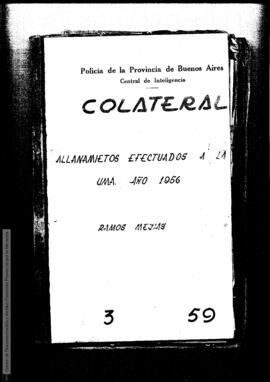 Policía de la Provincia de Buenos Aires
Central de Inteligencia
COLATERAL
ALLANAMIETOS EFECTUADOS A LA
UMA. AÑO 1956
RAMOS MEJIAS
3 59